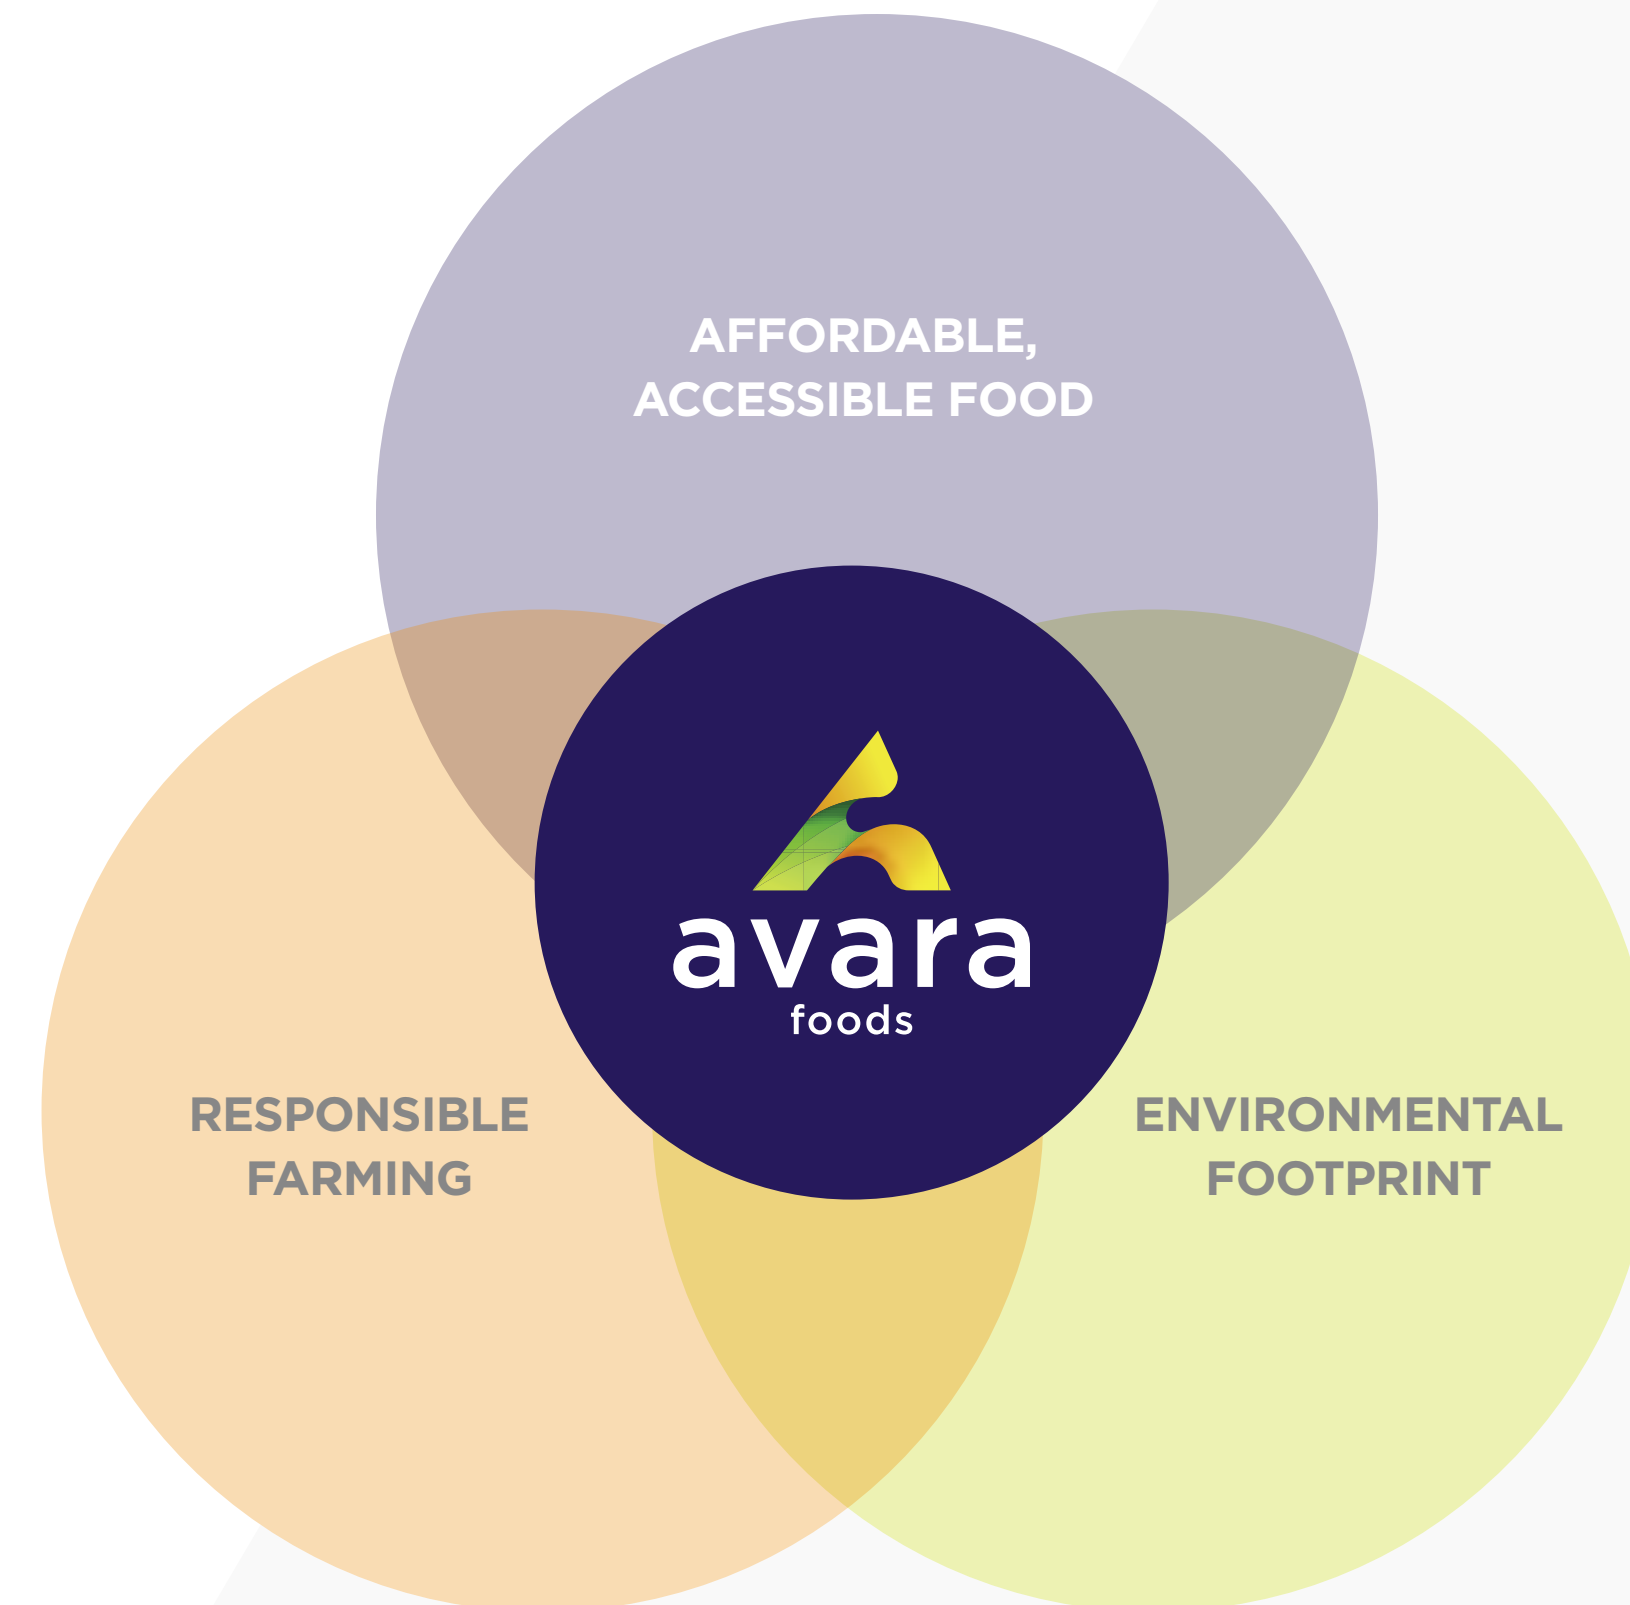 AFFORDABLE,
ACCESSIBLE FOOD
avara
foods
RESPONSIBLE
FARMING
ENVIRONMENTAL
FOOTPRINT